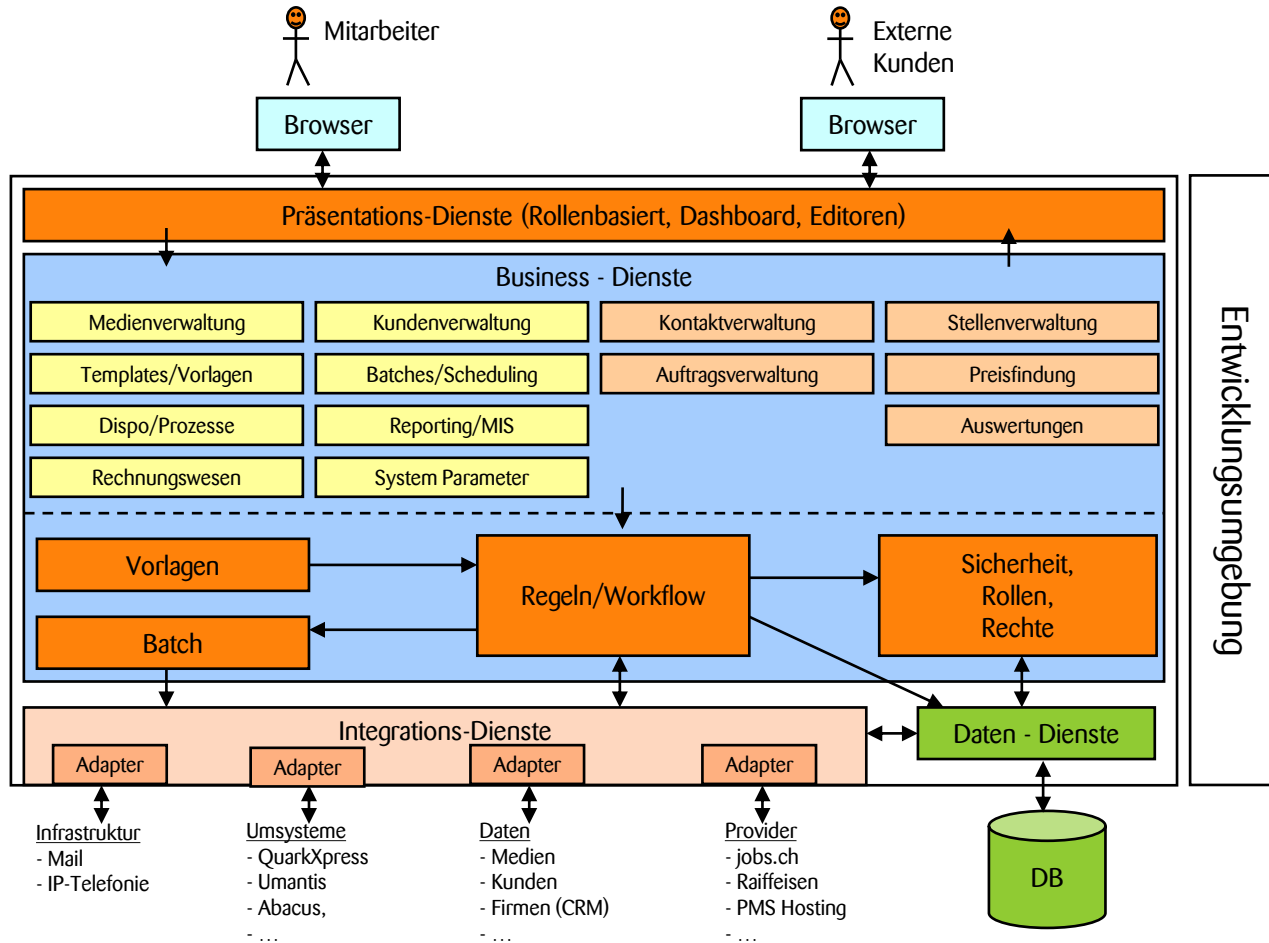 Mitarbeiter
Externe
Kunden
Browser
Browser
Präsentations-Dienste (Rollenbasiert, Dashboard, Editoren)
Business - Dienste
Medienverwaltung
Kundenverwaltung
Kontaktverwaltung
Stellenverwaltung
Templates/Vorlagen
Batches/Scheduling
Auftragsverwaltung
Preisfindung
Dispo/Prozesse
Reporting/MIS
Auswertungen
Rechnungswesen
System Parameter
Vorlagen
Batch
Regeln/Workflow
Sicherheit,
Rollen,
Rechte
Integrations-Dienste
Adapter
Adapter
Adapter
Adapter
Daten - Dienste
Entwicklungsumgebung
Infrastruktur
- Mail
- IP-Telefonie
Umsysteme
- QuarkXpress
- Umantis
- Abacus,
- ...
Daten
- Medien
- Kunden
- Firmen (CRM)
- ...
Provider
- jobs.ch
- Raiffeisen
- PMS Hosting
- ...
DB